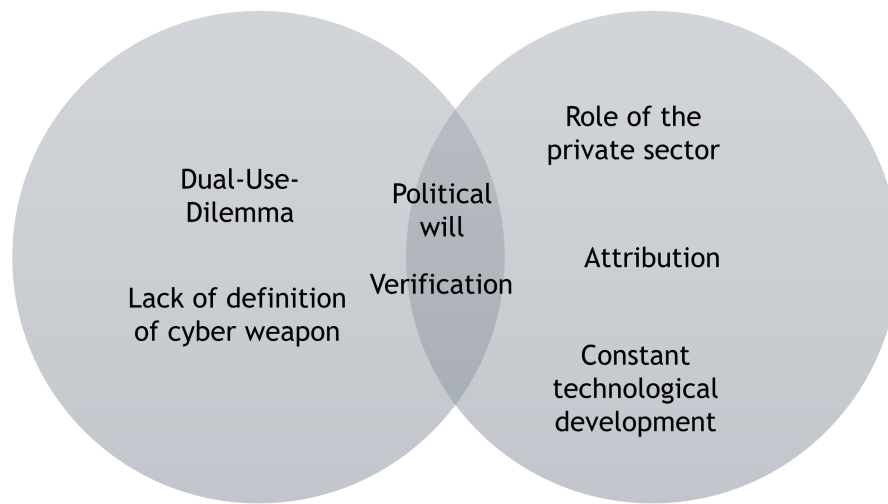 Dual-Use-
Dilemma
Lack of definition
of cyber weapon
Political
will
Verification
Role of the
private sector
Attribution
Constant
technological
development